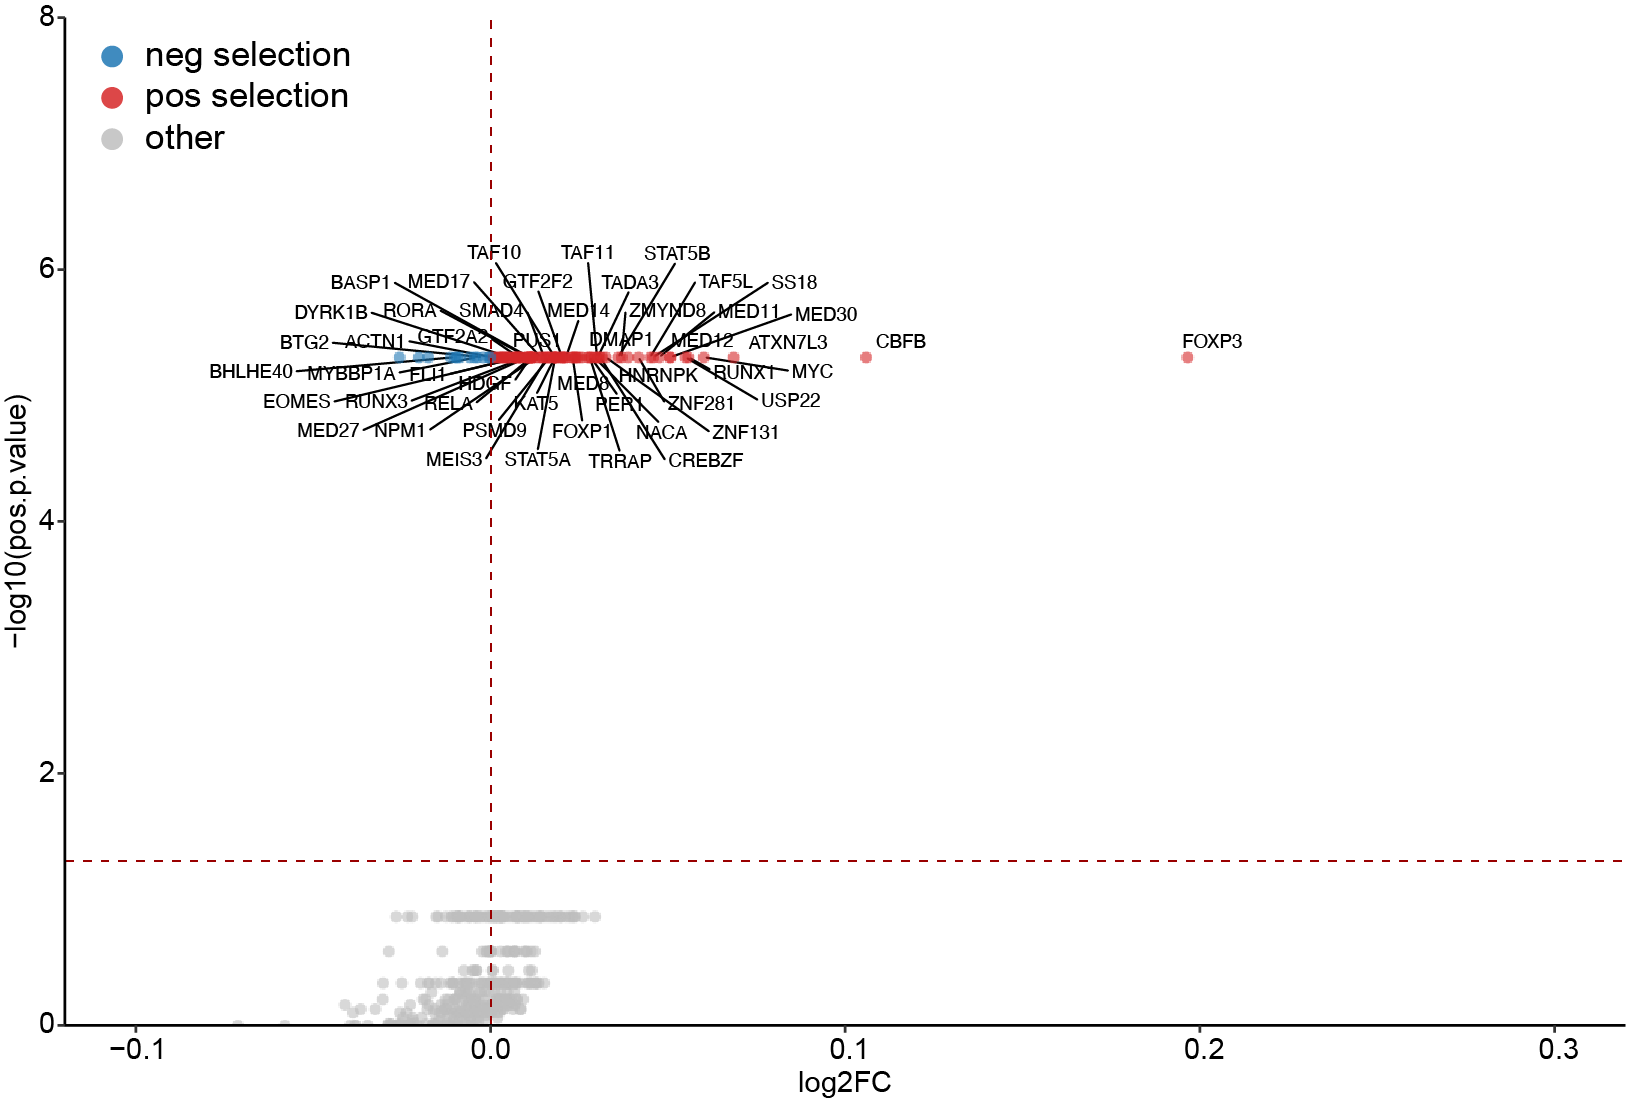 8
neg selection
pos selection
other
6
TAF10 TAF11 STAT5B
BASP1 MED17 GTF2F2 TADA3 TAF5L SS18
DYRK1B RORA SMAD4 MED14 ZMYND8 MED11 MED30
BTG2 ACTN1 GTF2A2 PUS1 DMAP1 MED12 ATXN7L3 CBFB FOXP3
BHLHE40 MYBBP1A FLI1 HDGF MED8 HNRNPK RUNX1 MYC
EOMES RUNX3 RELA KAT5 PER1 ZNF281 USP22
MED27 NPM1 PSMD9 FOXP1 NACA ZNF131
MEIS3 STAT5A TRRAP CREBZF
4
−log10(pos.p.value)
2
0
−0.1 0.0 0.1 0.2 0.3
log2FC